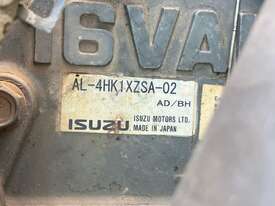 16VA
AL-4HK1XZSA-02
AD/BH
ISUZU ISUZU MOTORS LTD.
MADE IN JAPAN